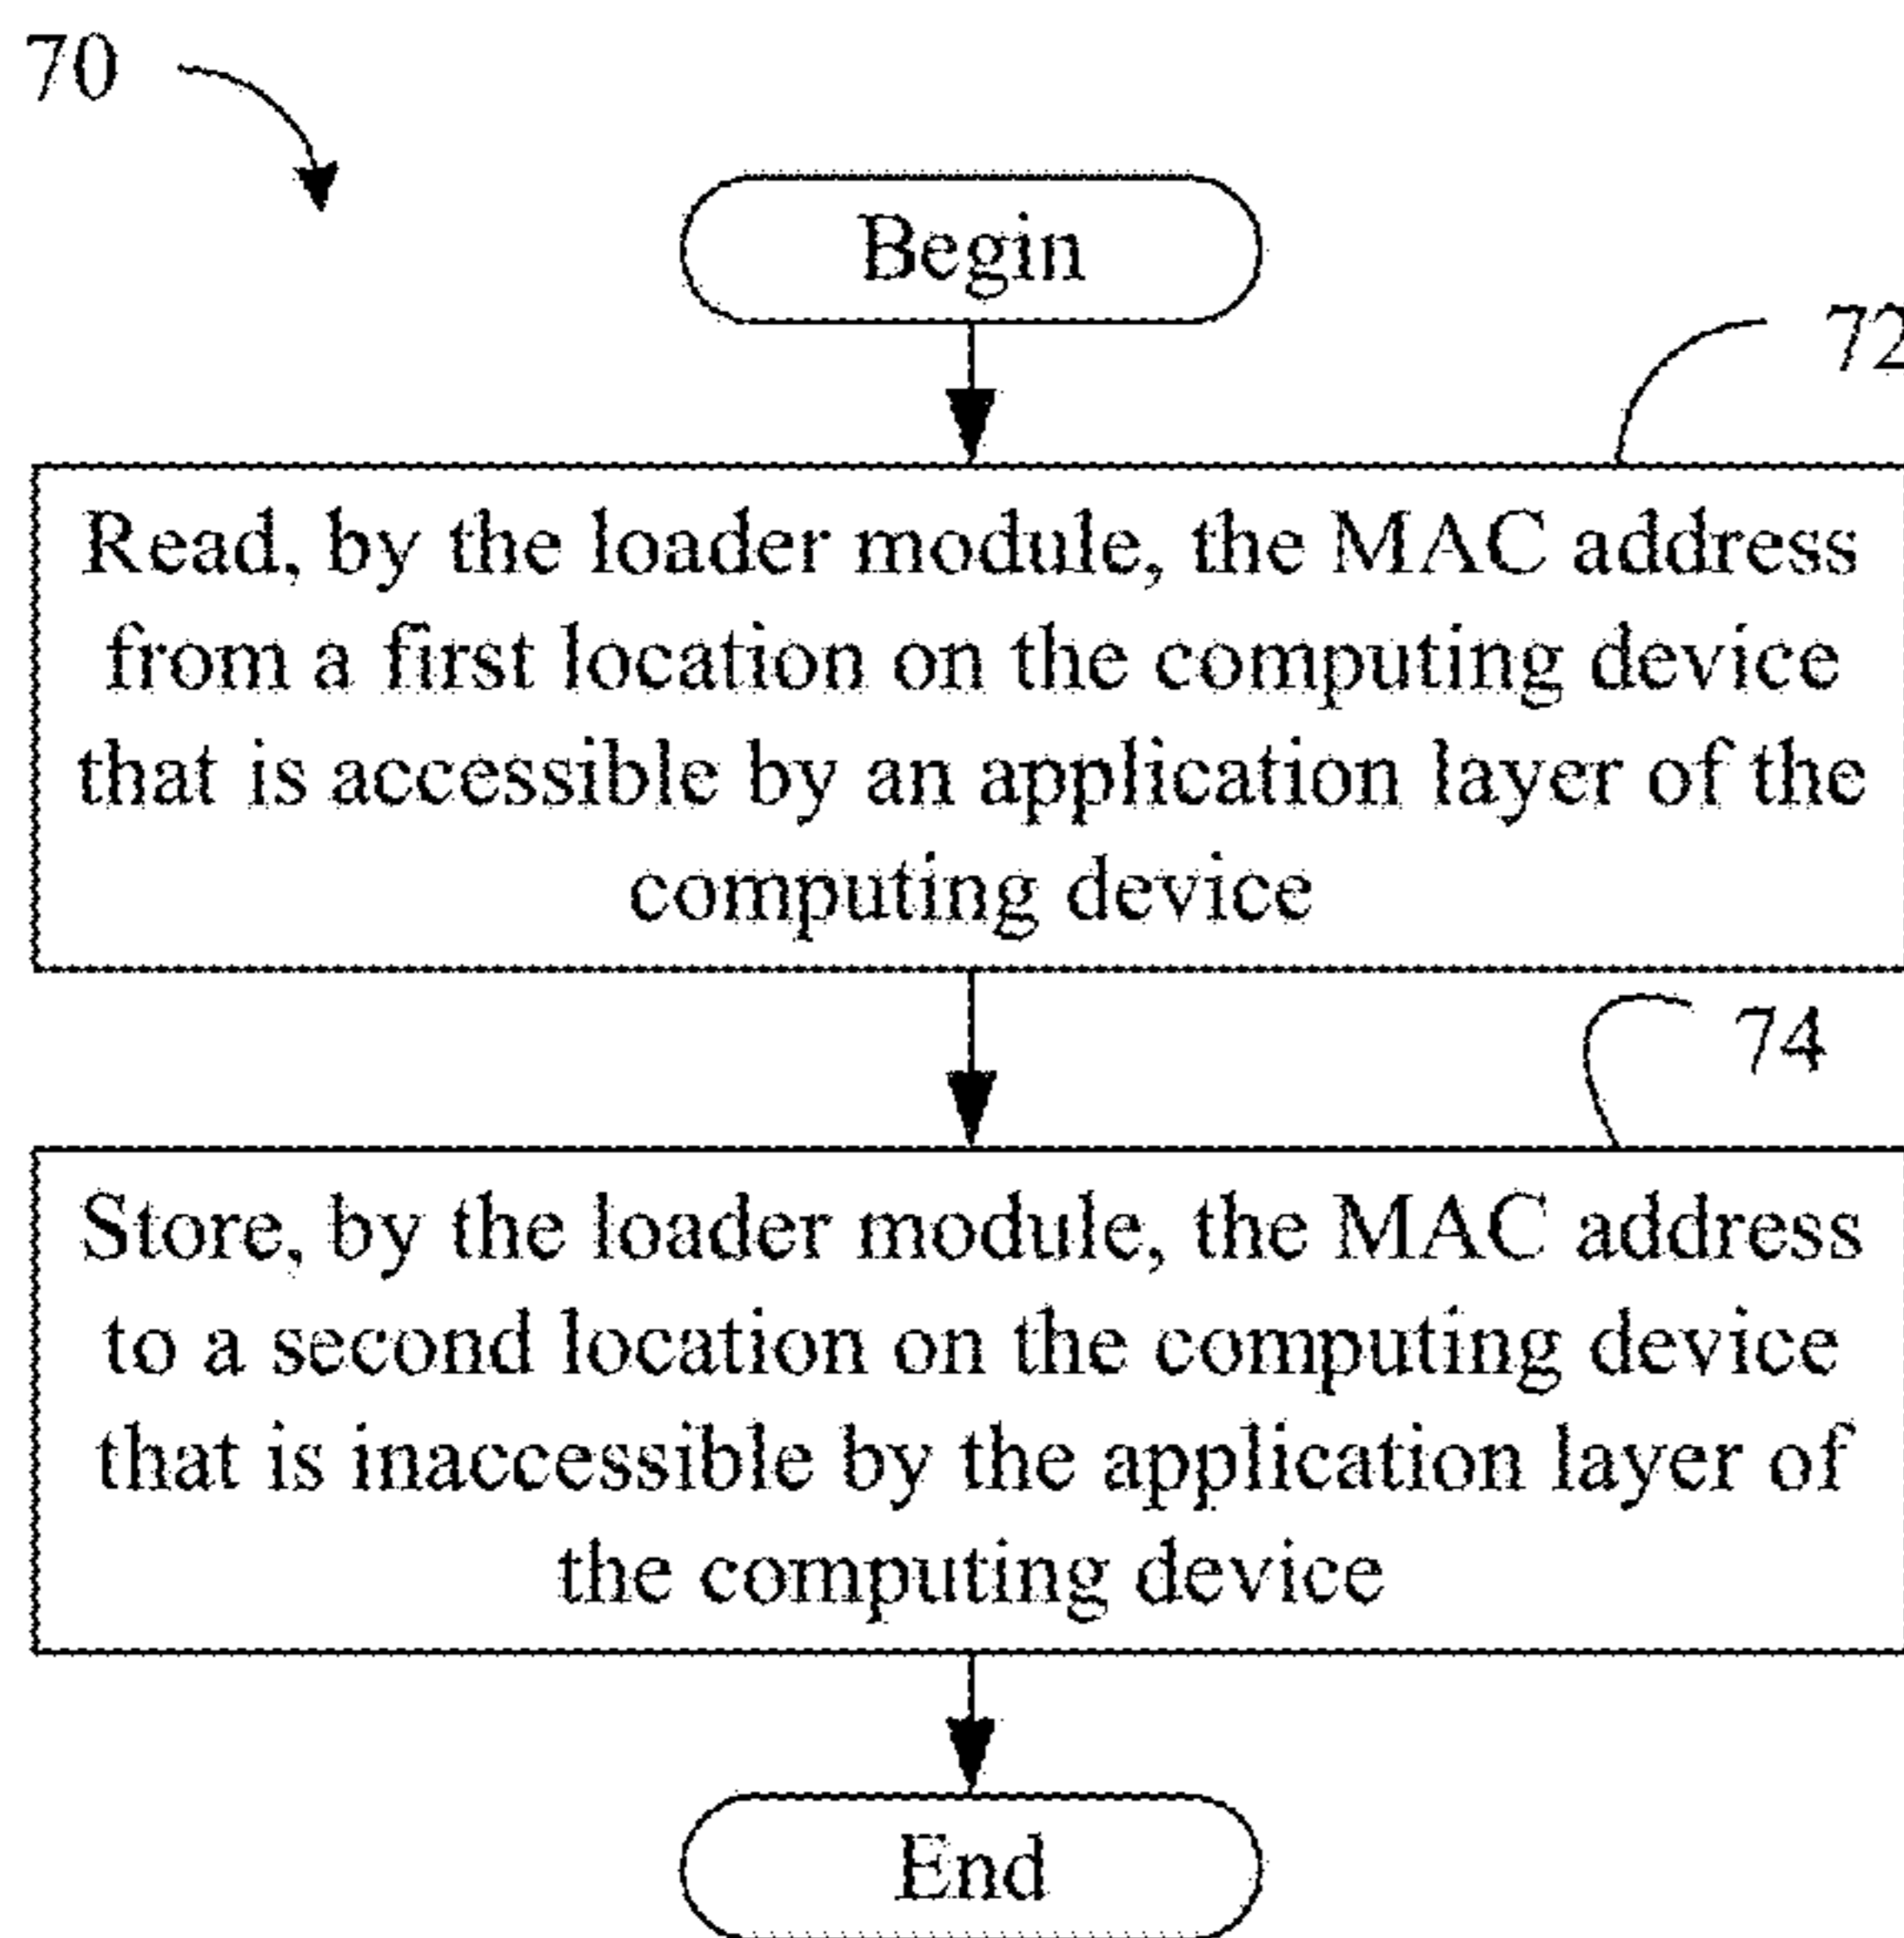 70
Begin
72
Read, by the loader module, the MAC address
from a first location on the computing device
that is accessible by an application layer of the
computing device
74
Store, by the loader module, the MAC address
to a second location on the computing device
that is inaccessible by the application layer of
the computing device
End